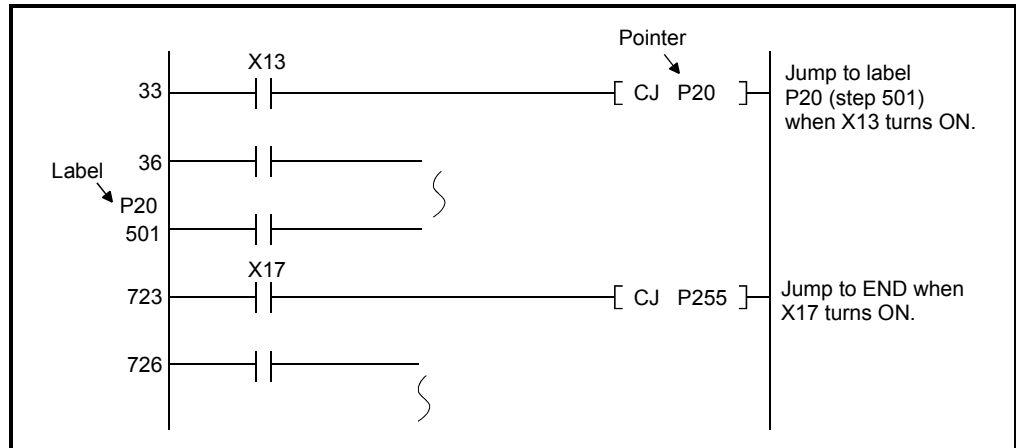 Pointer
X13
33
CJ P20
Jump to label
P20 (step 501)
when X13 turns ON.
36
Label
P20
501
X17
723
CJ P255
Jump to END when
X17 turns ON.
726